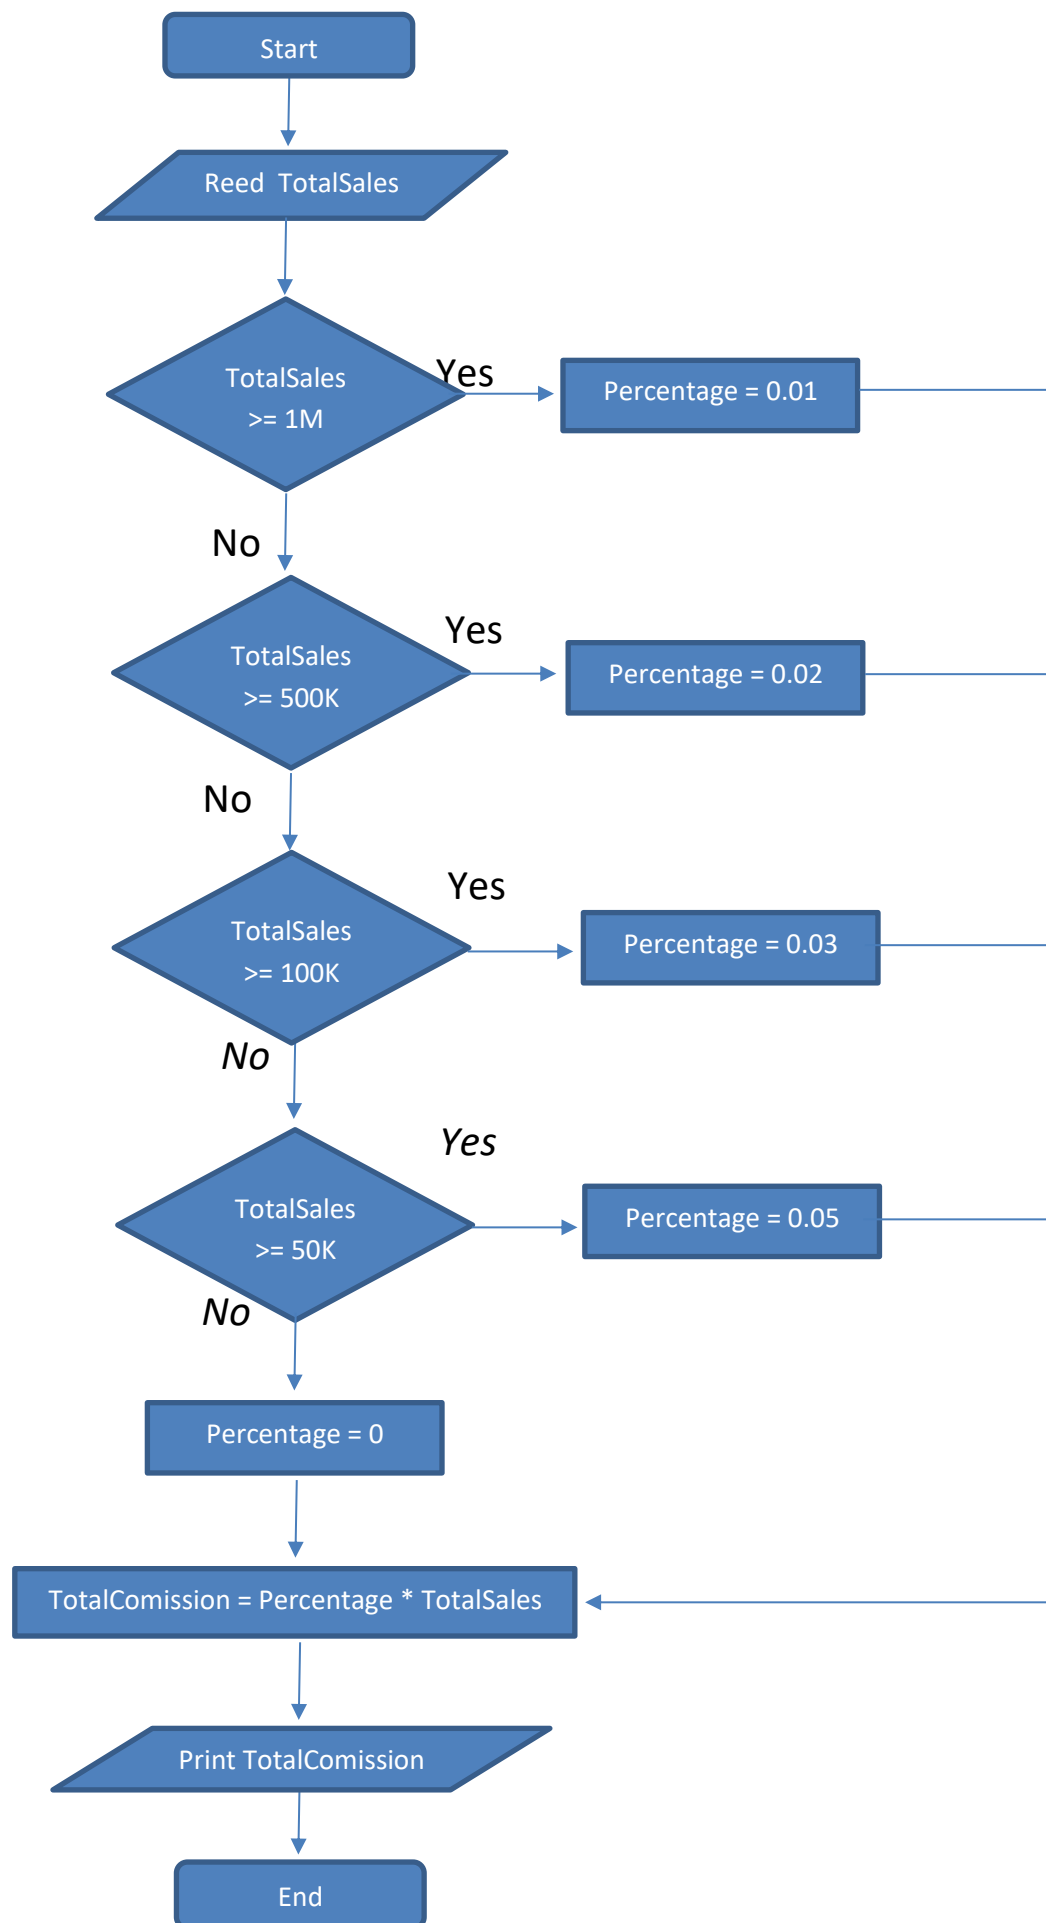 Start
Reed  TotalSales
TotalSales
>= 1M
Yes
Percentage = 0.01
No
TotalSales
>= 500K
Yes
Percentage = 0.02
No
TotalSales
>= 100K
Yes
Percentage = 0.03
No
TotalSales
>= 50K
Yes
Percentage = 0.05
No
Percentage = 0
TotalComission = Percentage * TotalSales
Print TotalComission
End